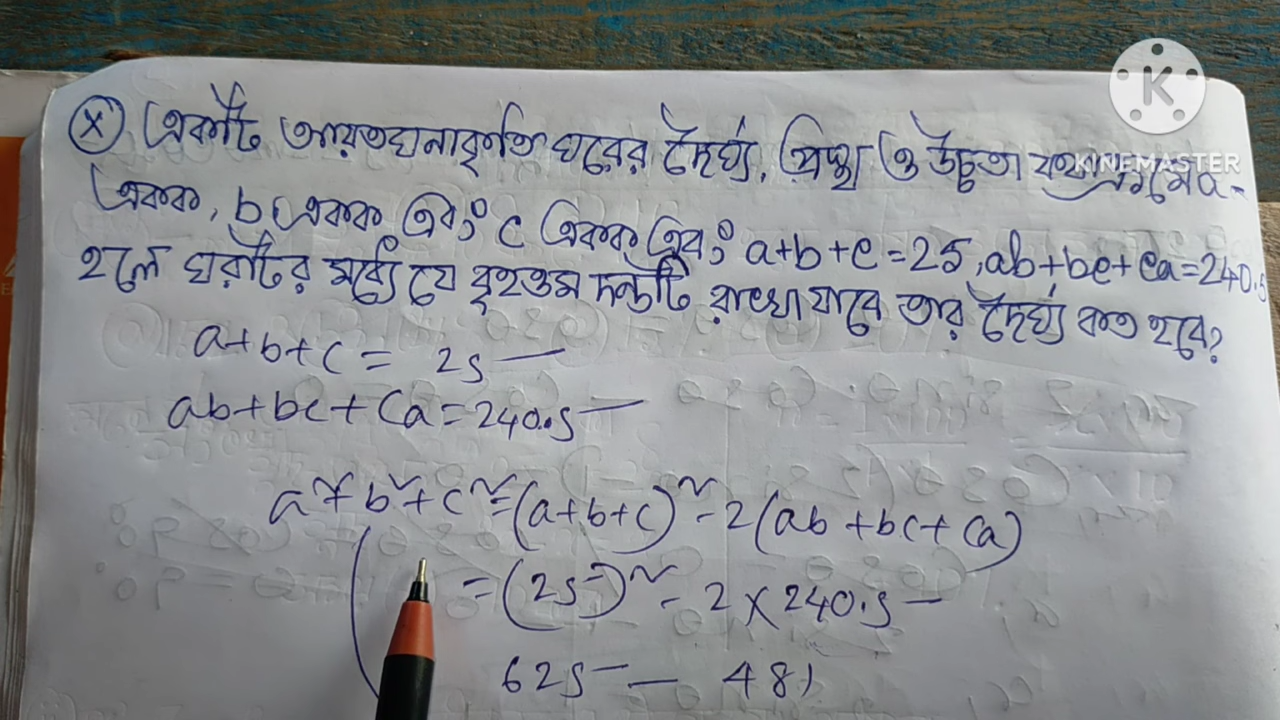 K
KINEMASTER
(x) একটি আয়তঘনাকৃতি ঘরের দৈর্ঘ্য, প্রস্থ ও উচ্চতা যথাক্রমে a-
একক, b একক এবং c একক এবং a+b+c=25, ab+bc+ca=240.5
হলে ঘরটির মধ্যে যে বৃহত্তম দন্ডটি রাখা যাবে তার দৈর্ঘ্য কত হবে?
a+b+c = 25
ab+bc+ca=240.5
a²+b²+c²=(a+b+c)²-2(ab+bc+ca)
=(25)²-2×240.5
625-481